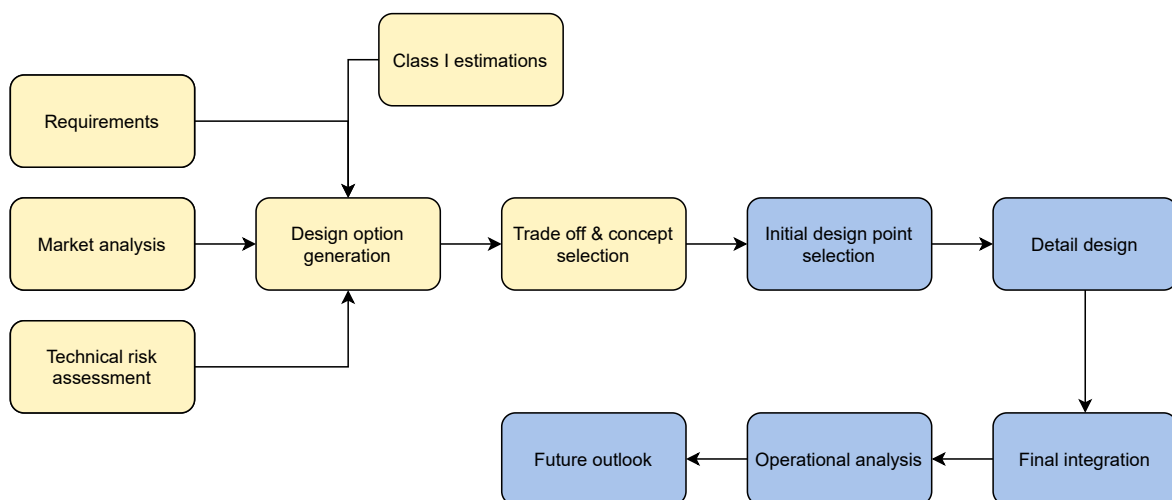 Class I estimations
Requirements
Market analysis
Design option
generation
Trade off & concept
selection
Initial design point
selection
Detail design
Technical risk
assessment
Future outlook
Operational analysis
Final integration